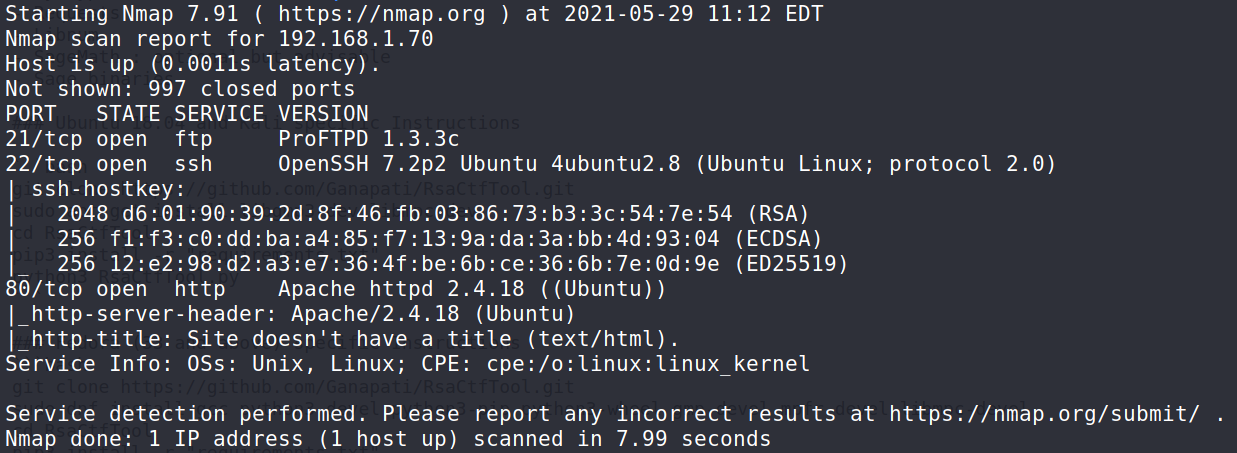 Starting Nmap 7.91 ( https://nmap.org ) at 2021-05-29 11:12 EDT
Nmap scan report for 192.168.1.70
Host is up (0.0011s latency).
Not shown: 997 closed ports
PORT   STATE SERVICE VERSION
21/tcp open  ftp     ProFTPD 1.3.3c
22/tcp open  ssh     OpenSSH 7.2p2 Ubuntu 4ubuntu2.8 (Ubuntu Linux; protocol 2.0)
| ssh-hostkey:
|   2048 d6:01:90:39:2d:8f:46:fb:03:86:73:b3:3c:54:7e:54 (RSA)
|   256 f1:f3:c0:dd:ba:a4:85:f7:13:9a:da:3a:bb:4d:93:04 (ECDSA)
|_  256 12:e2:98:d2:a3:e7:36:4f:be:6b:ce:36:6b:7e:0d:9e (ED25519)
80/tcp open  http    Apache httpd 2.4.18 ((Ubuntu))
|_http-server-header: Apache/2.4.18 (Ubuntu)
|_http-title: Site doesn't have a title (text/html).
Service Info: OSs: Unix, Linux; CPE: cpe:/o:linux:linux_kernel
Service detection performed. Please report any incorrect results at https://nmap.org/submit/ .
Nmap done: 1 IP address (1 host up) scanned in 7.99 seconds